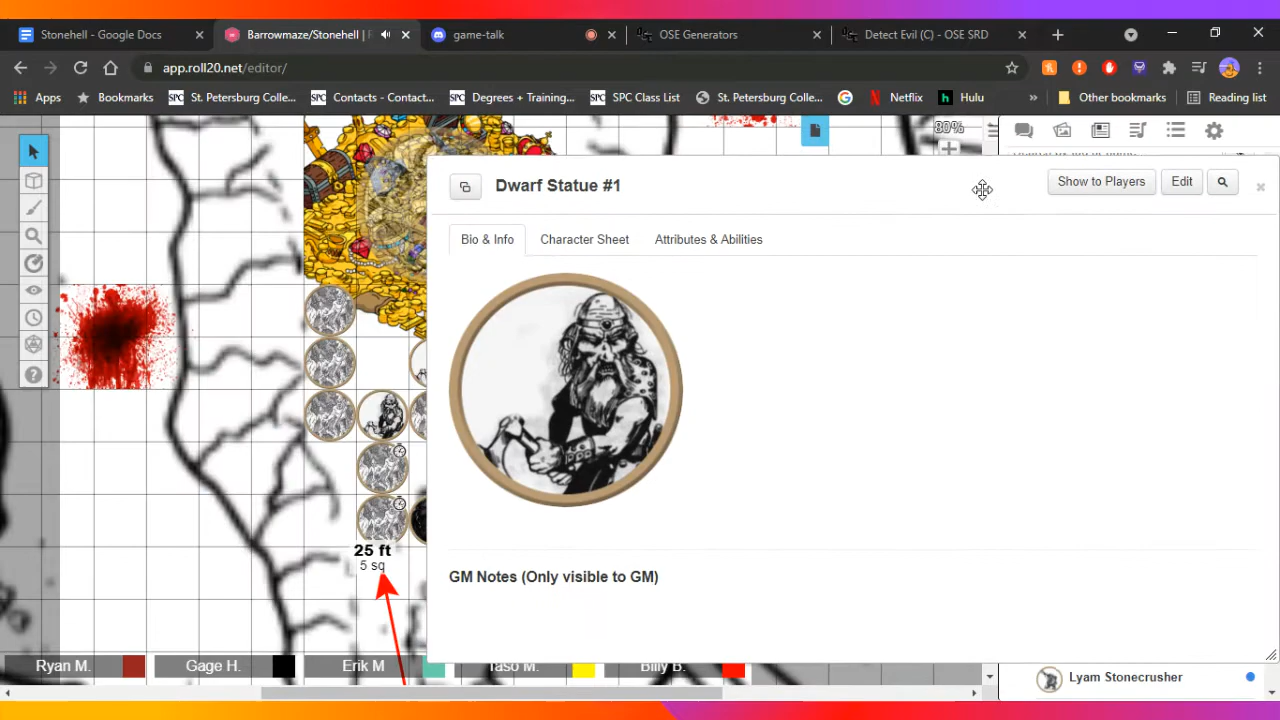 Stonehell - Google Docs
Barrowmaze/Stonehell |
game-talk
OSE Generators
Detect Evil (C) - OSE SRD
app.roll20.net/editor/
Apps
Bookmarks
St. Petersburg Colle...
Contacts - Contact...
Degrees + Training...
SPC Class List
St. Petersburg Colle...
Netflix
Hulu
Other bookmarks
Reading list
80%
Dwarf Statue #1
Show to Players
Edit
Bio & Info
Character Sheet
Attributes & Abilities
25 ft
5 sq
GM Notes (Only visible to GM)
Ryan M.
Gage H.
Erik M
Taso M.
Billy B.
Lyam Stonecrusher